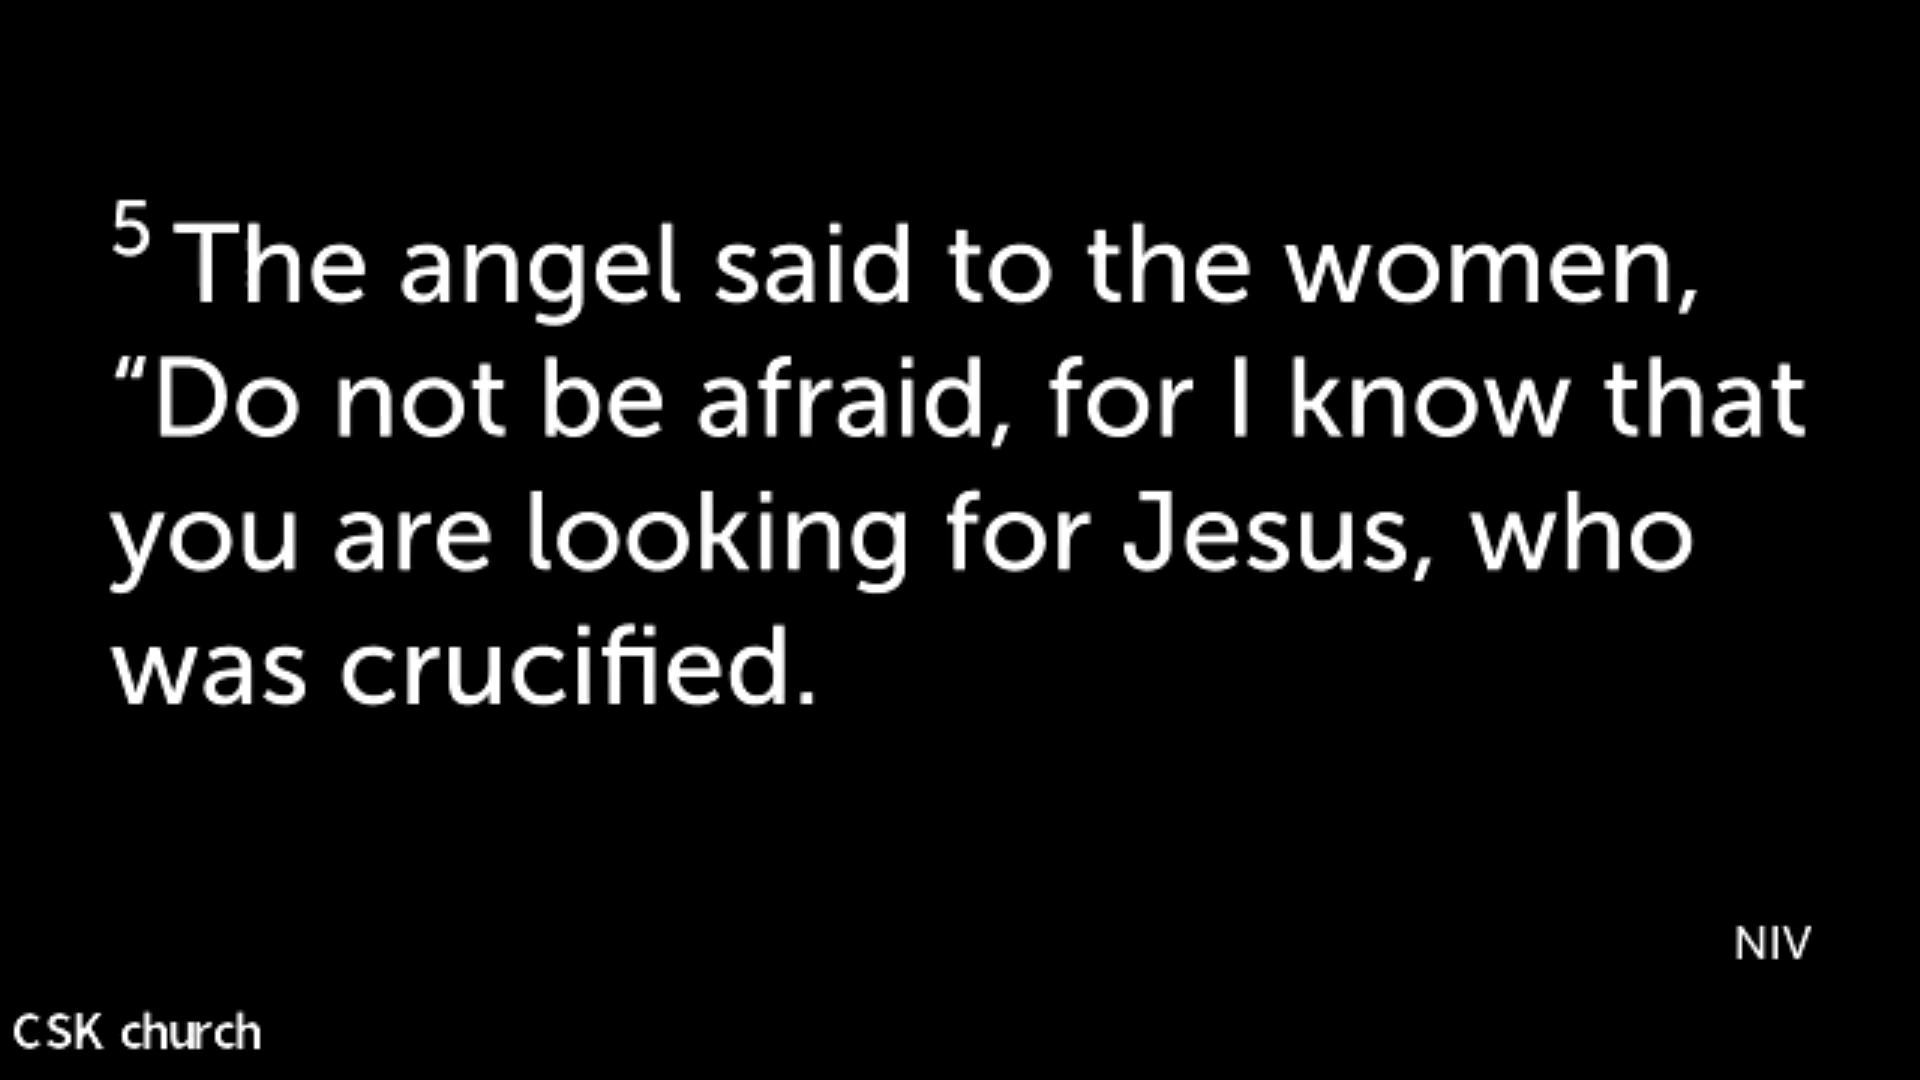 5 The angel said to the women,
“Do not be afraid, for I know that
you are looking for Jesus, who
was crucified.
NIV
CSK church